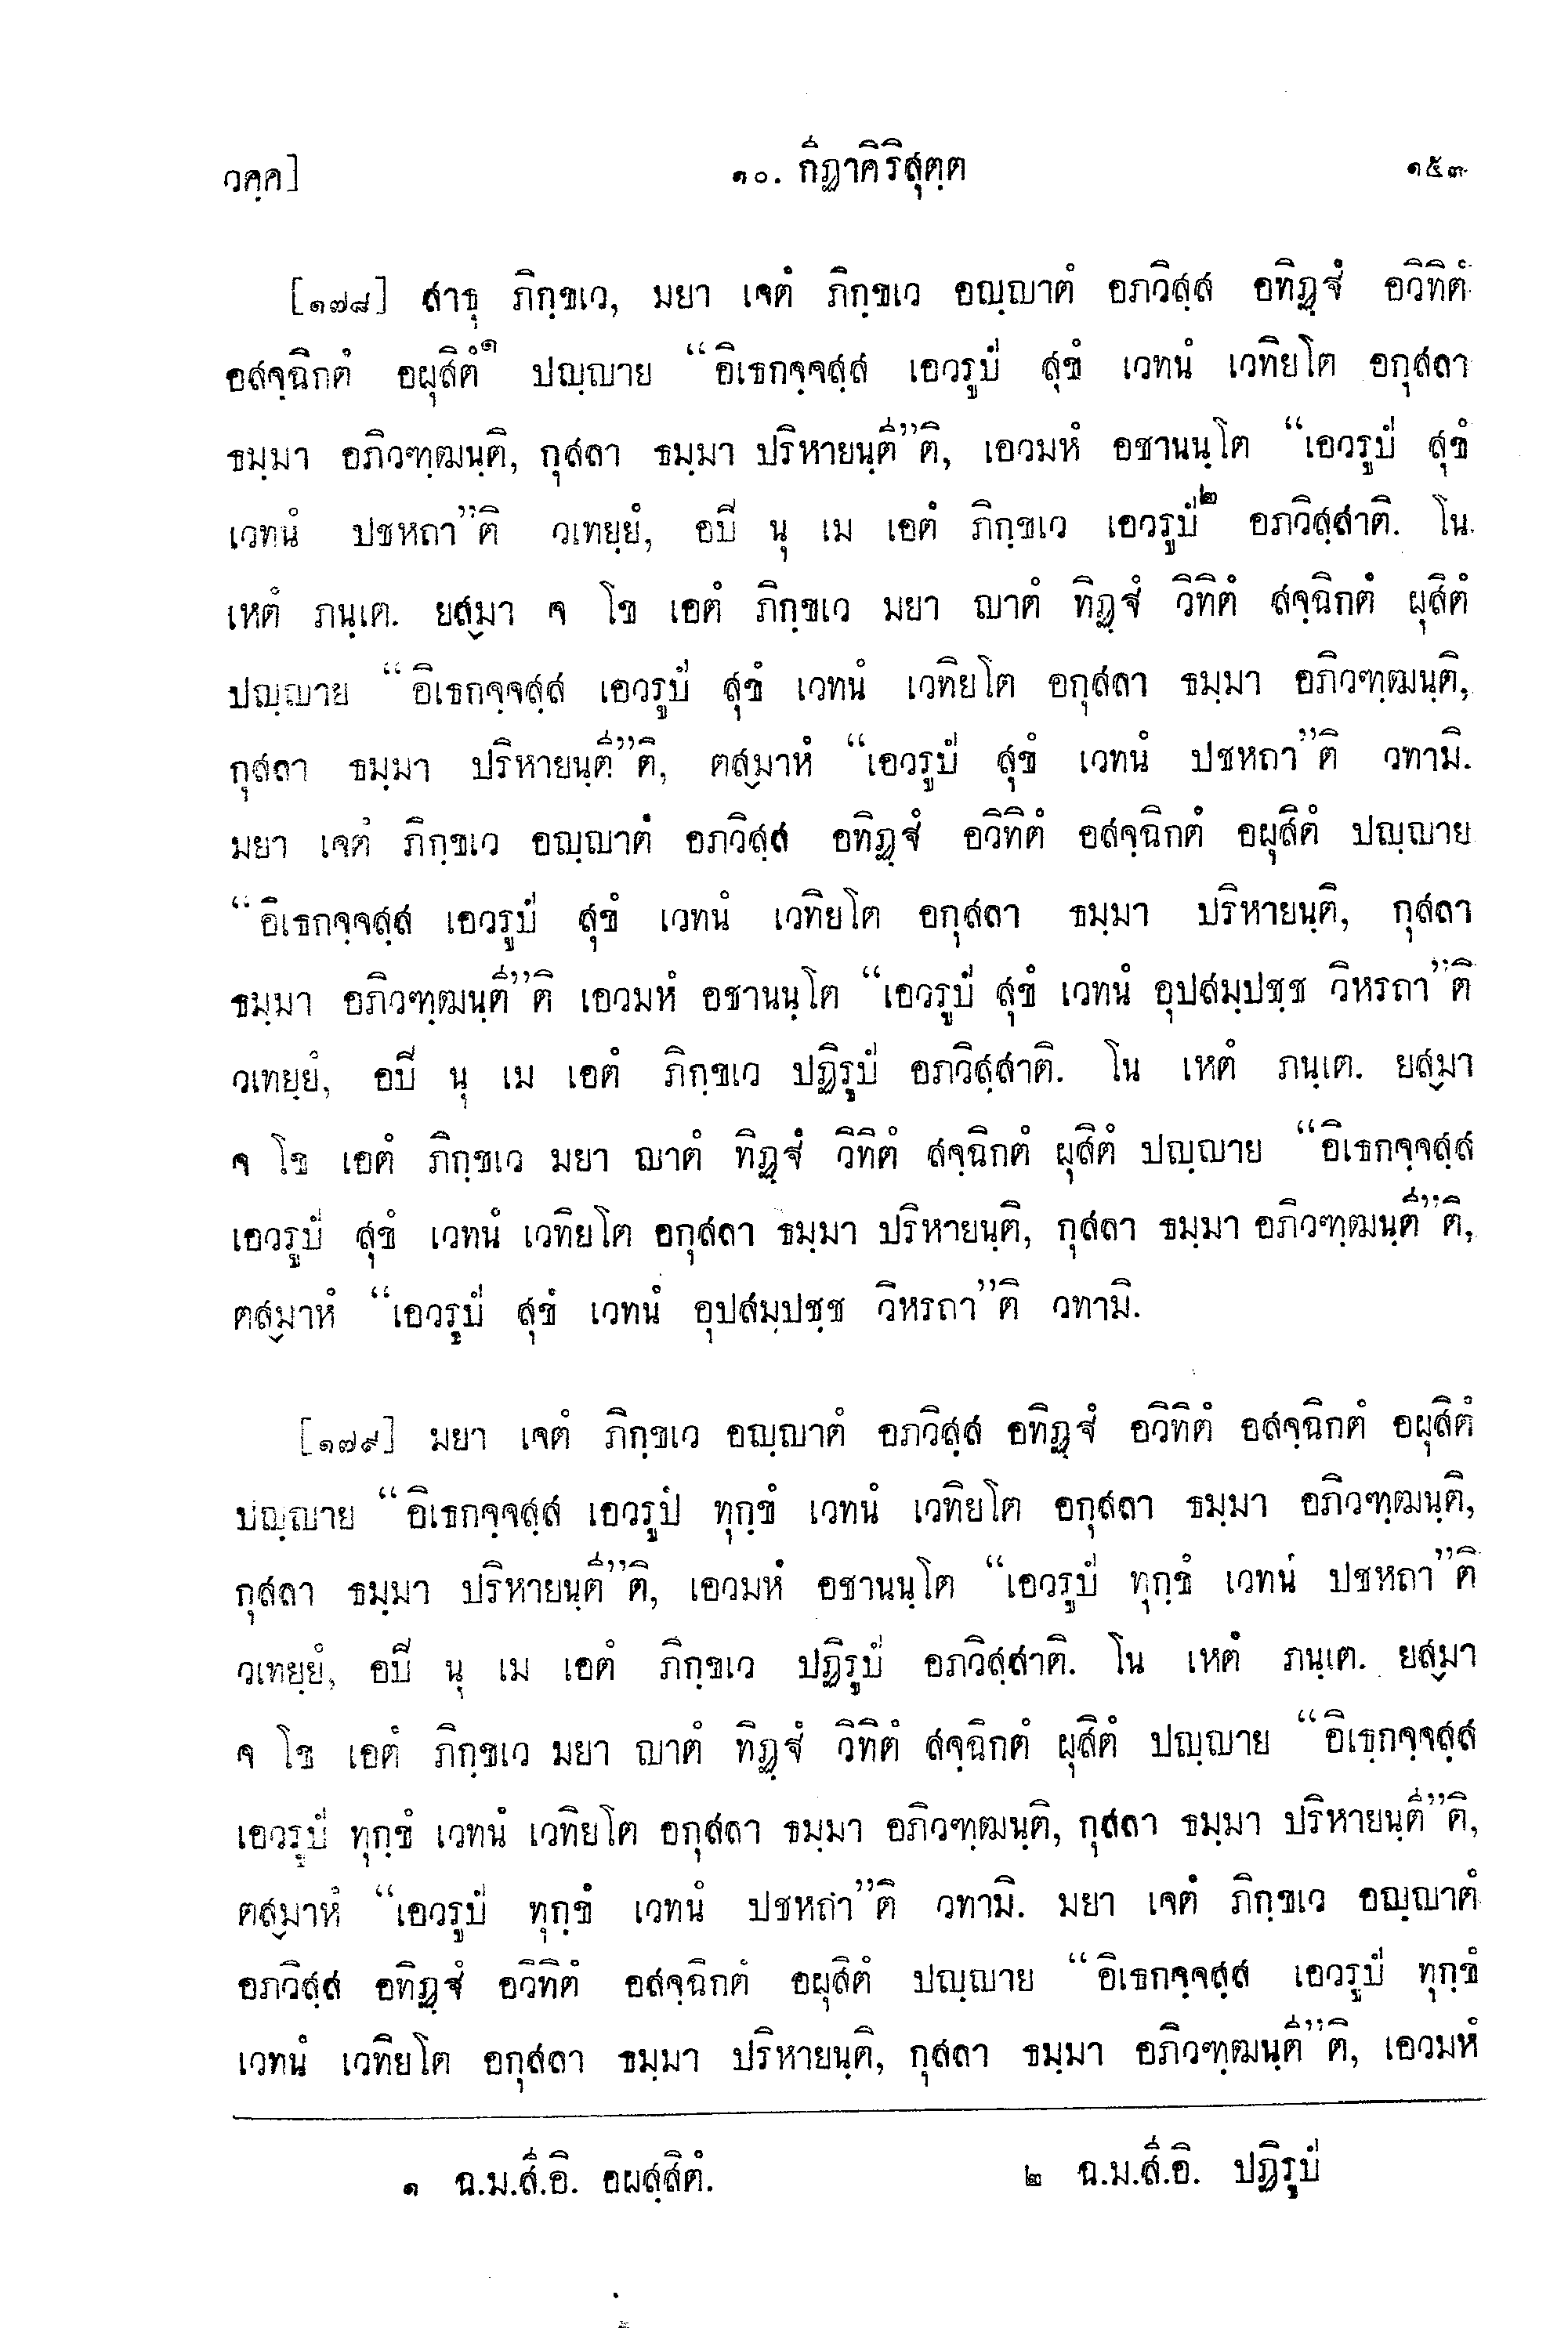 วคฺค] ๑๐. กีฏาคิริสุตฺต ๑๕๓
[๑๗๘] สาธุ ภิกฺขเว, มยา เจตํ ภิกฺขเว อญฺญาตํ อภวิสฺส อทิฏฺฐํ อวิทิตํ
อสจฺฉิกตํ อผุสิตํ๑ ปญฺญาย “อิเธกจฺจสฺส เอวรูปํ สุขํ เวทนํ เวทิยโต อกุสลา
ธมฺมา อภิวฑฺฒนฺติ, กุสลา ธมฺมา ปริหายนฺตี”ติ, เอวมหํ อชานนฺโต “เอวรูปํ สุขํ
เวทนํ ปชหถา”ติ วเทยฺยํ, อปิ นุ เม เอตํ ภิกฺขเว เอวรูปํ๒ อภวิสฺสาติ. โน
เหตํ ภนฺเต. ยสฺมา จ โข เอตํ ภิกฺขเว มยา ญาตํ ทิฏฺฐํ วิทิตํ สจฺฉิกตํ ผุสิตํ
ปญฺญาย “อิเธกจฺจสฺส เอวรูปํ สุขํ เวทนํ เวทิยโต อกุสลา ธมฺมา อภิวฑฺฒนฺติ,
กุสลา ธมฺมา ปริหายนฺตี”ติ, ตสฺมาหํ “เอวรูปํ สุขํ เวทนํ ปชหถา”ติ วทามิ.
มยา เจตํ ภิกฺขเว อญฺญาตํ อภวิสฺส อทิฏฺฐํ อวิทิตํ อสจฺฉิกตํ อผุสิตํ ปญฺญาย
“อิเธกจฺจสฺส เอวรูปํ สุขํ เวทนํ เวทิยโต อกุสลา ธมฺมา ปริหายนฺติ, กุสลา
ธมฺมา อภิวฑฺฒนฺตี”ติ เอวมหํ อชานนฺโต “เอวรูปํ สุขํ เวทนํ อุปสมฺปชฺช วิหรถา”ติ
วเทยฺยํ, อปิ นุ เม เอตํ ภิกฺขเว ปฏิรูปํ อภวิสฺสาติ. โน เหตํ ภนฺเต. ยสฺมา
จ โข เอตํ ภิกฺขเว มยา ญาตํ ทิฏฺฐํ วิทิตํ สจฺฉิกตํ ผุสิตํ ปญฺญาย “อิเธกจฺจสฺส
เอวรูปํ สุขํ เวทนํ เวทิยโต อกุสลา ธมฺมา ปริหายนฺติ, กุสลา ธมฺมา อภิวฑฺฒนฺตี”ติ,
ตสฺมาหํ “เอวรูปํ สุขํ เวทนํ อุปสมฺปชฺช วิหรถา”ติ วทามิ.
[๑๗๙] มยา เจตํ ภิกฺขเว อญฺญาตํ อภวิสฺส อทิฏฺฐํ อวิทิตํ อสจฺฉิกตํ อผุสิตํ
ปญฺญาย “อิเธกจฺจสฺส เอวรูปํ ทุกฺขํ เวทนํ เวทิยโต อกุสลา ธมฺมา อภิวฑฺฒนฺติ,
กุสลา ธมฺมา ปริหายนฺตี”ติ, เอวมหํ อชานนฺโต “เอวรูปํ ทุกฺขํ เวทนํ ปชหถา”ติ
วเทยฺยํ, อปิ นุ เม เอตํ ภิกฺขเว ปฏิรูปํ อภวิสฺสาติ. โน เหตํ ภนฺเต. ยสฺมา
จ โข เอตํ ภิกฺขเว มยา ญาตํ ทิฏฺฐํ วิทิตํ สจฺฉิกตํ ผุสิตํ ปญฺญาย “อิเธฺกจฺจสฺส
เอวรูปํ ทุกฺขํ เวทนํ เวทิยโต อกุสลา ธมฺมา อภิวฑฺฒนฺติ, กุสลา ธมฺมา ปริหายนฺตี”ติ,
ตสฺมาหํ “เอวรูปํ ทุกฺขํ เวทนํ ปชหถา”ติ วทามิ. มยา เจตํ ภิกฺขเว อญฺญาตํ
อภวิสฺส อทิฏฺฐํ อวิทิตํ อสจฺฉิกตํ อผุสิตํ ปญฺญาย “อิเธกจฺจสฺส เอวรูปํ ทุกฺขํ
เวทนํ เวทิยโต อกุสลา ธมฺมา ปริหายนฺติ, กุสลา ธมฺมา อภิวฑฺฒนฺตี”ติ, เอวมหํ
๑ ฉ.ม.สี.อิ. อผสฺสิตํ. ๒ ฉ.ม.สี.อิ. ปฏิรูปํ